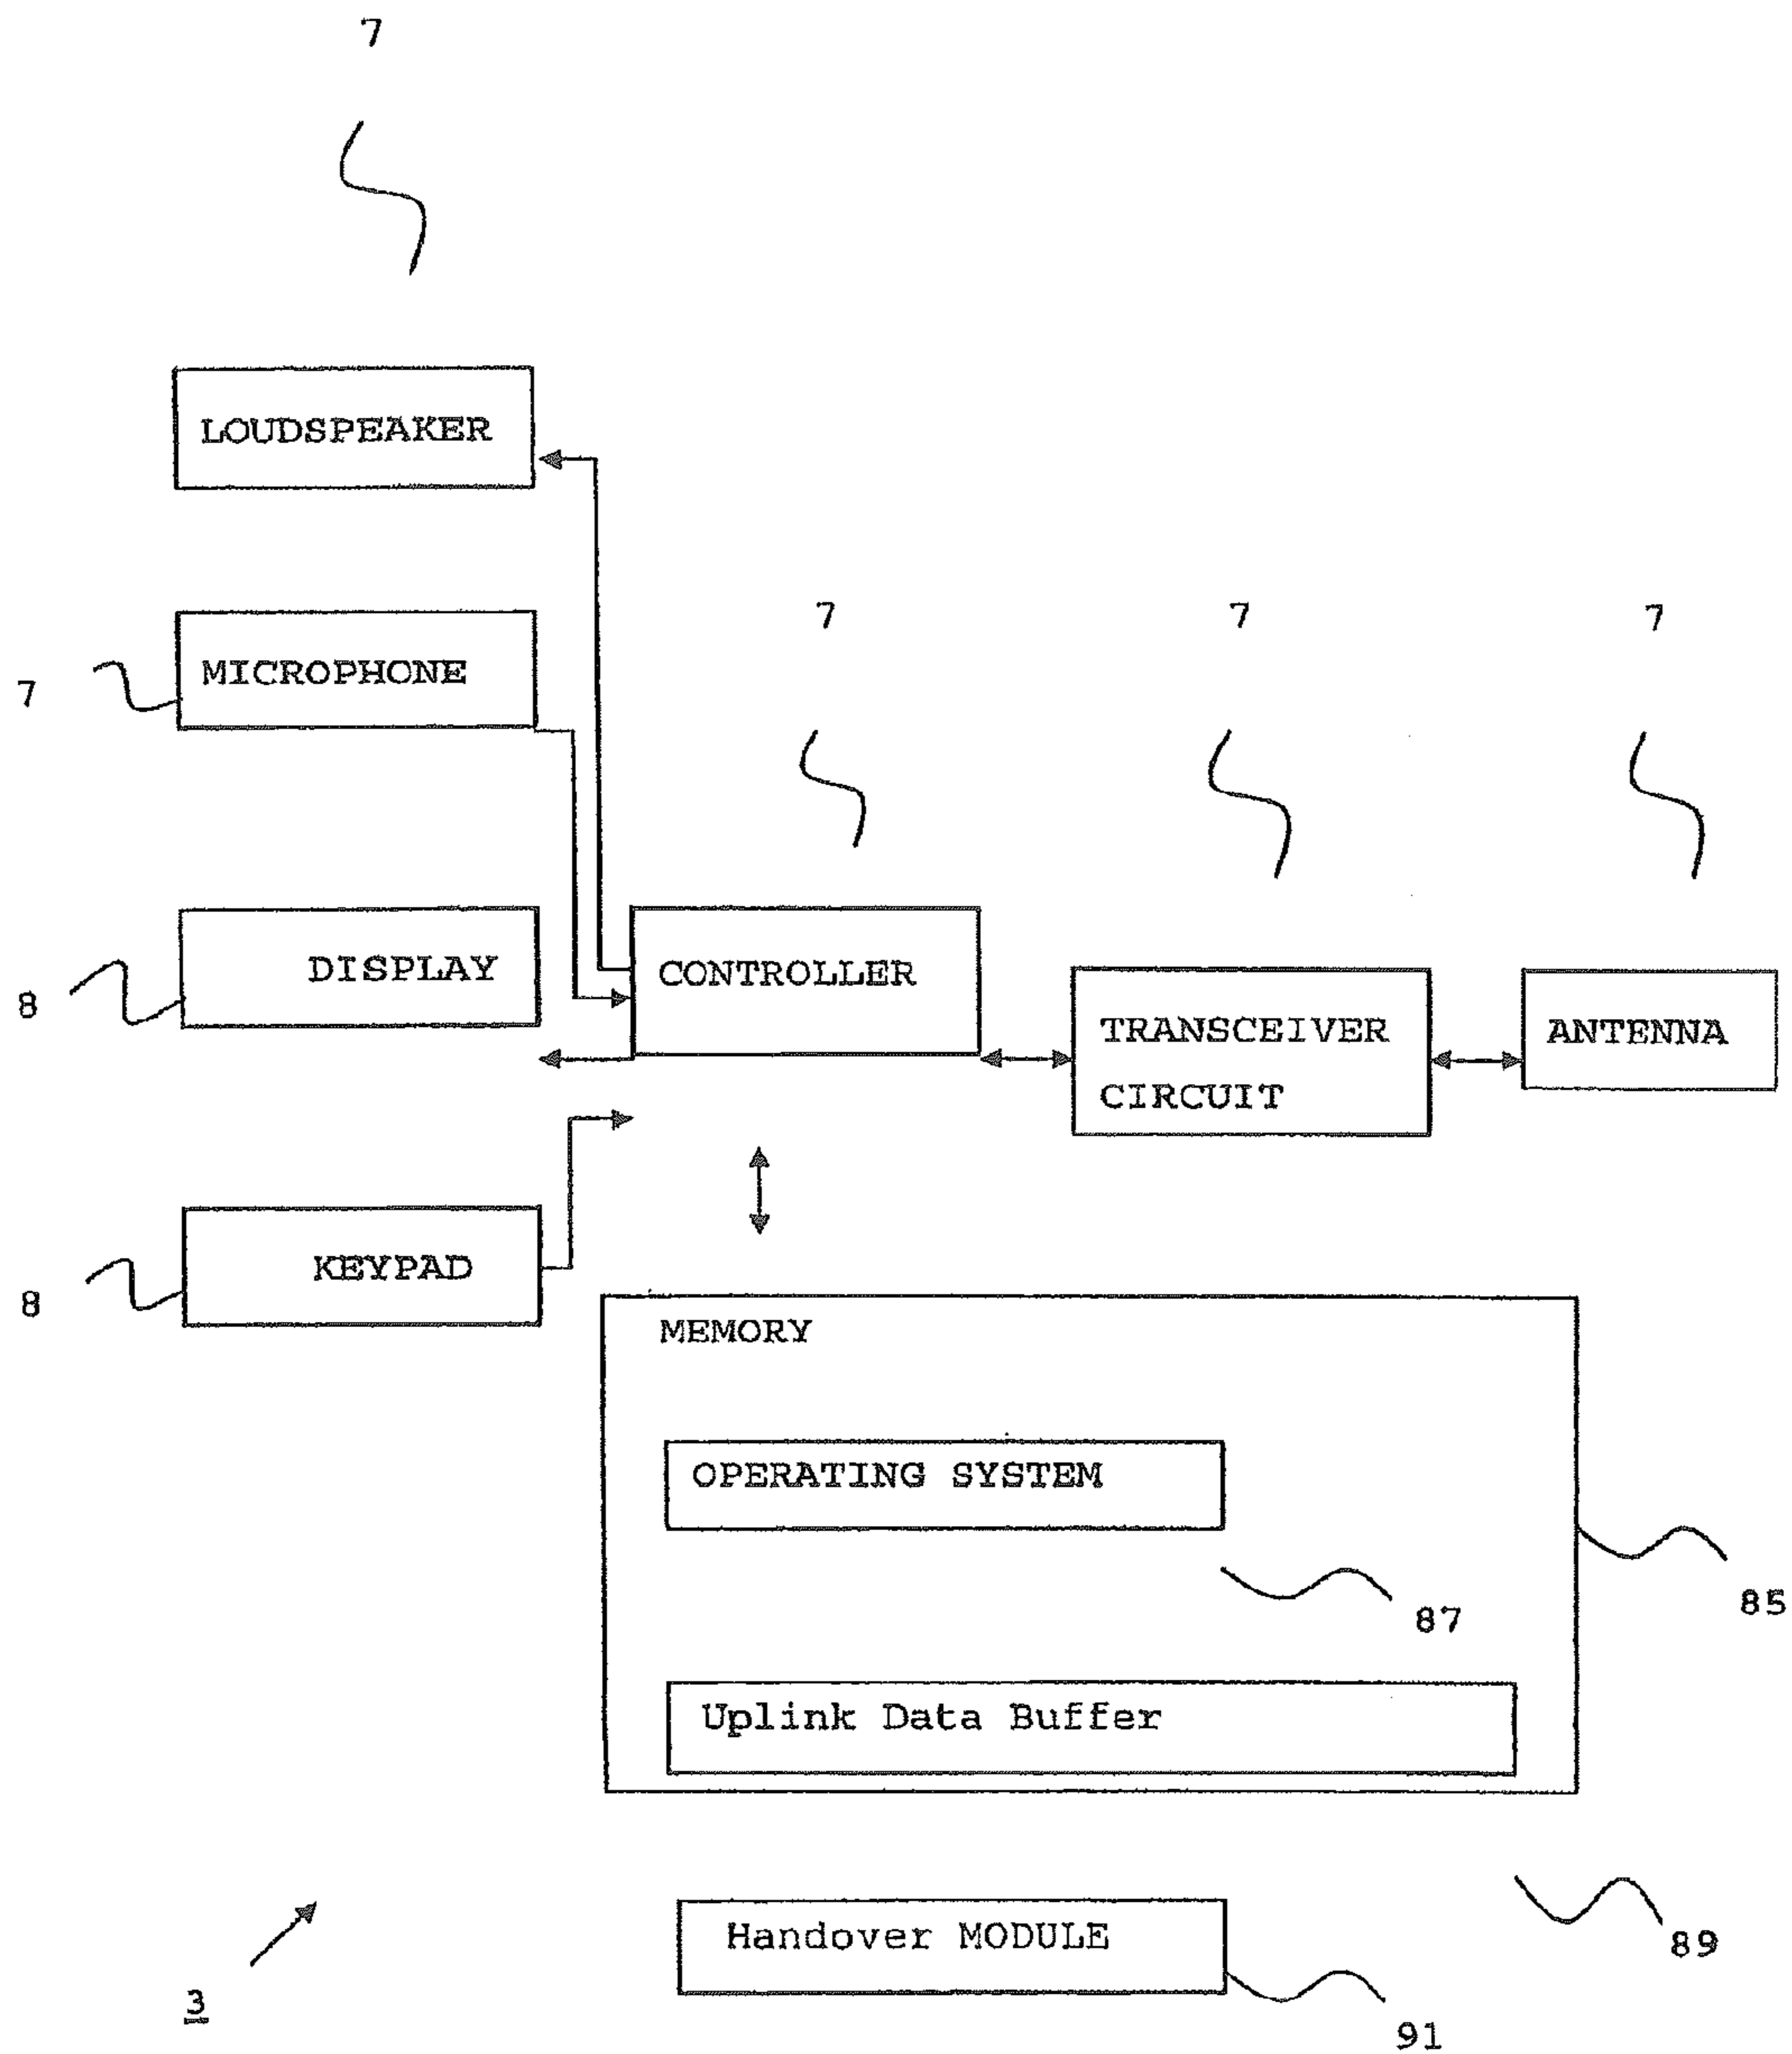 7
LOUDSPEAKER
7
7
7
MICROPHONE
7
DISPLAY
8
CONTROLLER
TRANSCEIVER
CIRCUIT
ANTENNA
KEYPAD
8
MEMORY
OPERATING SYSTEM
85
87
Uplink Data Buffer
Handover MODULE
89
3
91